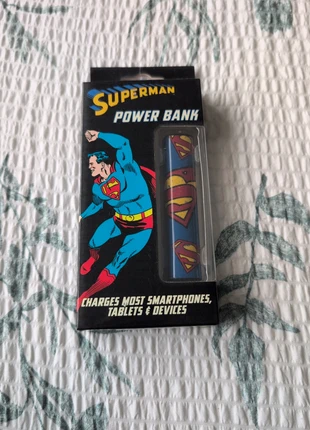 SUPERMAN
POWER BANK
CHARGES MOST SMARTPHONES,
TABLETS & DEVICES